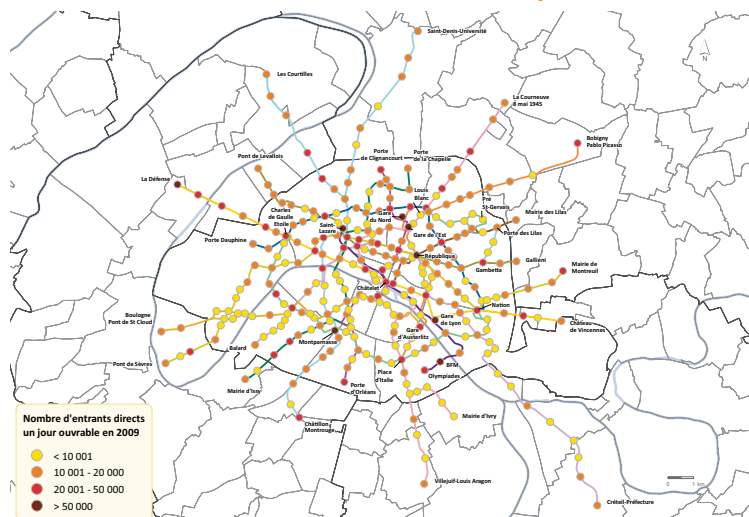 Saint-Denis-Université
N
Les Courtilles
La Courneuve
8 mai 1945
Bobigny
Pablo Picasso
Porte
de Clignancourt
Porte
de la Chapelle
Pont de Levallois
La Défense
Louis
Blanc
Pré
St-Gervais
Charles
de Gaulle
Etoile
Saint-
Lazare
Gare
du Nord
Gare de l'Est
Mairie des Lilas
Porte des Lilas
Porte Dauphine
République
Gambetta
Galliéni
Mairie de
Montreuil
Châtelet
Nation
Boulogne
Pont de St Cloud
Gare
de Lyon
Château
de Vincennes
Gare
d'Austerlitz
Balard
Montparnasse
Pont de Sèvres
Place
d'Italie
BFM
Olympiades
Mairie d'Issy
Porte
d'Orléans
Châtillon
Montrouge
Mairie d'Ivry
Villejuif-Louis Aragon
Créteil-Préfecture
0 1 km
Nombre d'entrants directs
un jour ouvrable en 2009
< 10 001
10 001 - 20 000
20 001 - 50 000
> 50 000